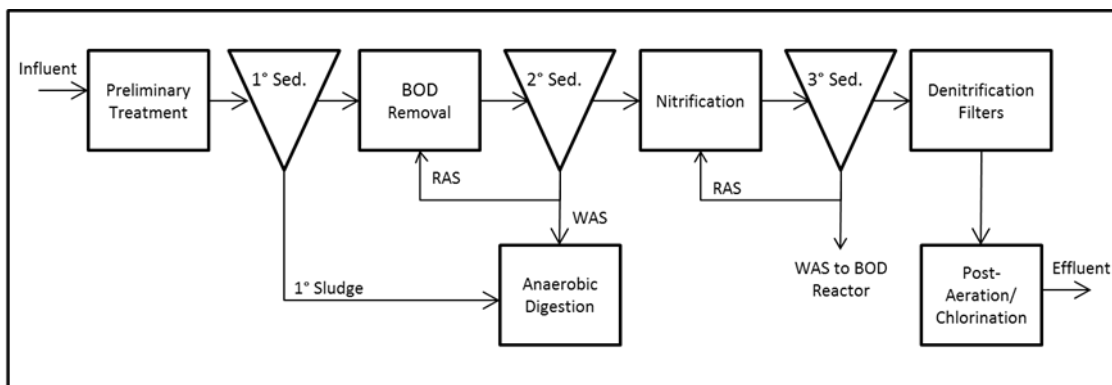 Influent
Preliminary
Treatment
1° Sed.
BOD
Removal
2° Sed.
Nitrification
3° Sed.
Denitrification
Filters
RAS
RAS
WAS
1° Sludge
Anaerobic
Digestion
WAS to BOD
Reactor
Post-
Aeration/
Chlorination
Effluent